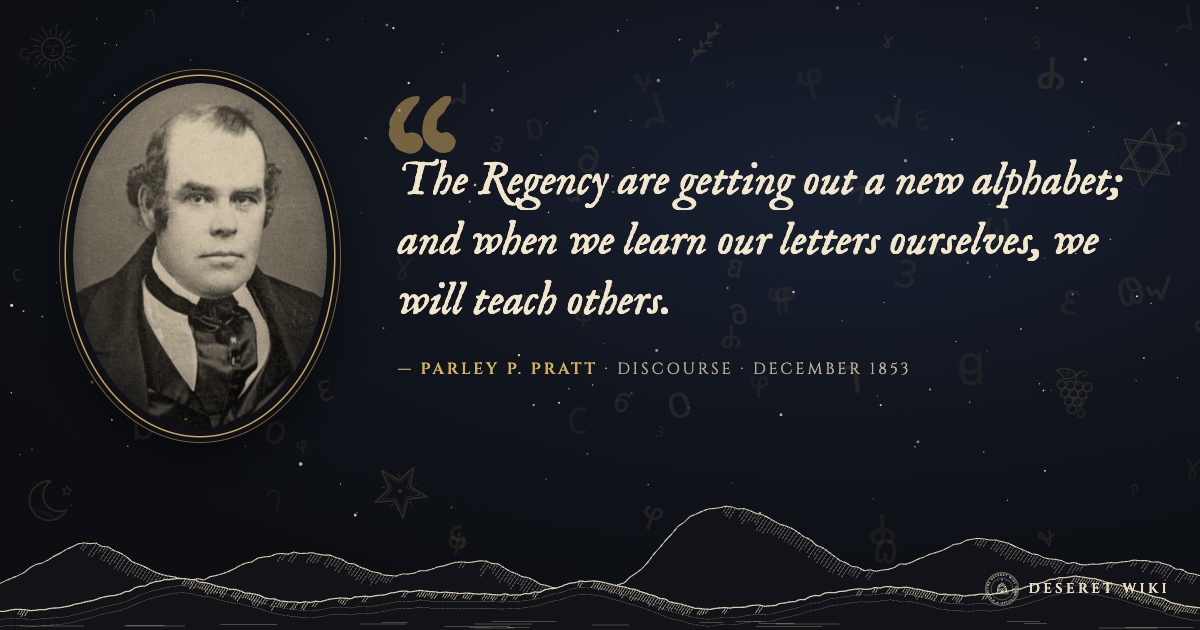 “
The Regency are getting out a new alphabet;
and when we learn our letters ourselves, we
will teach others.
— PARLEY P. PRATT · DISCOURSE · DECEMBER 1853
DESERET WIKI